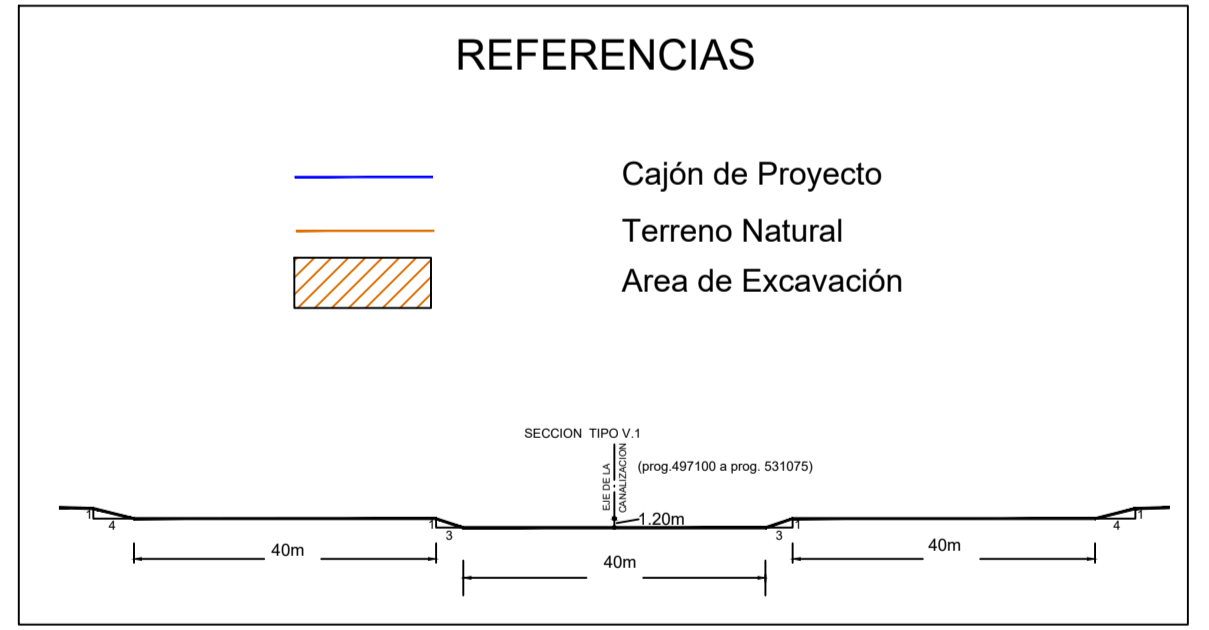 REFERENCIAS
Cajón de Proyecto
Terreno Natural
Area de Excavación
SECCION TIPO V.1
EJE DE LA
CANALIZACION
(prog.497100 a prog. 531075)
1
4
1
3
1.20m
3
1
4
1
40m
40m
40m